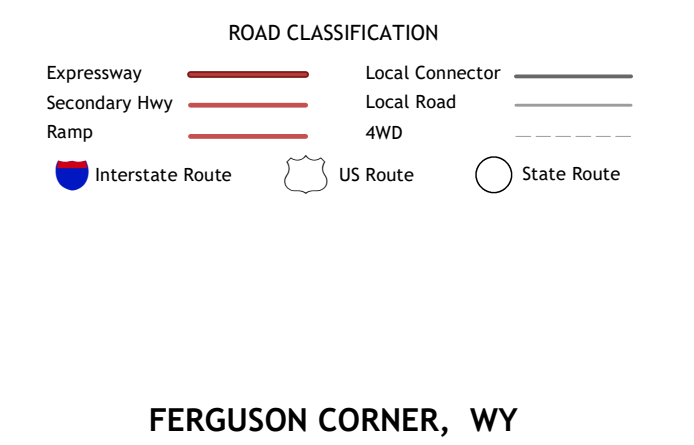 ROAD CLASSIFICATION
Expressway
Local Connector
Secondary Hwy
Local Road
Ramp
4WD
Interstate Route
US Route
State Route
FERGUSON CORNER, WY